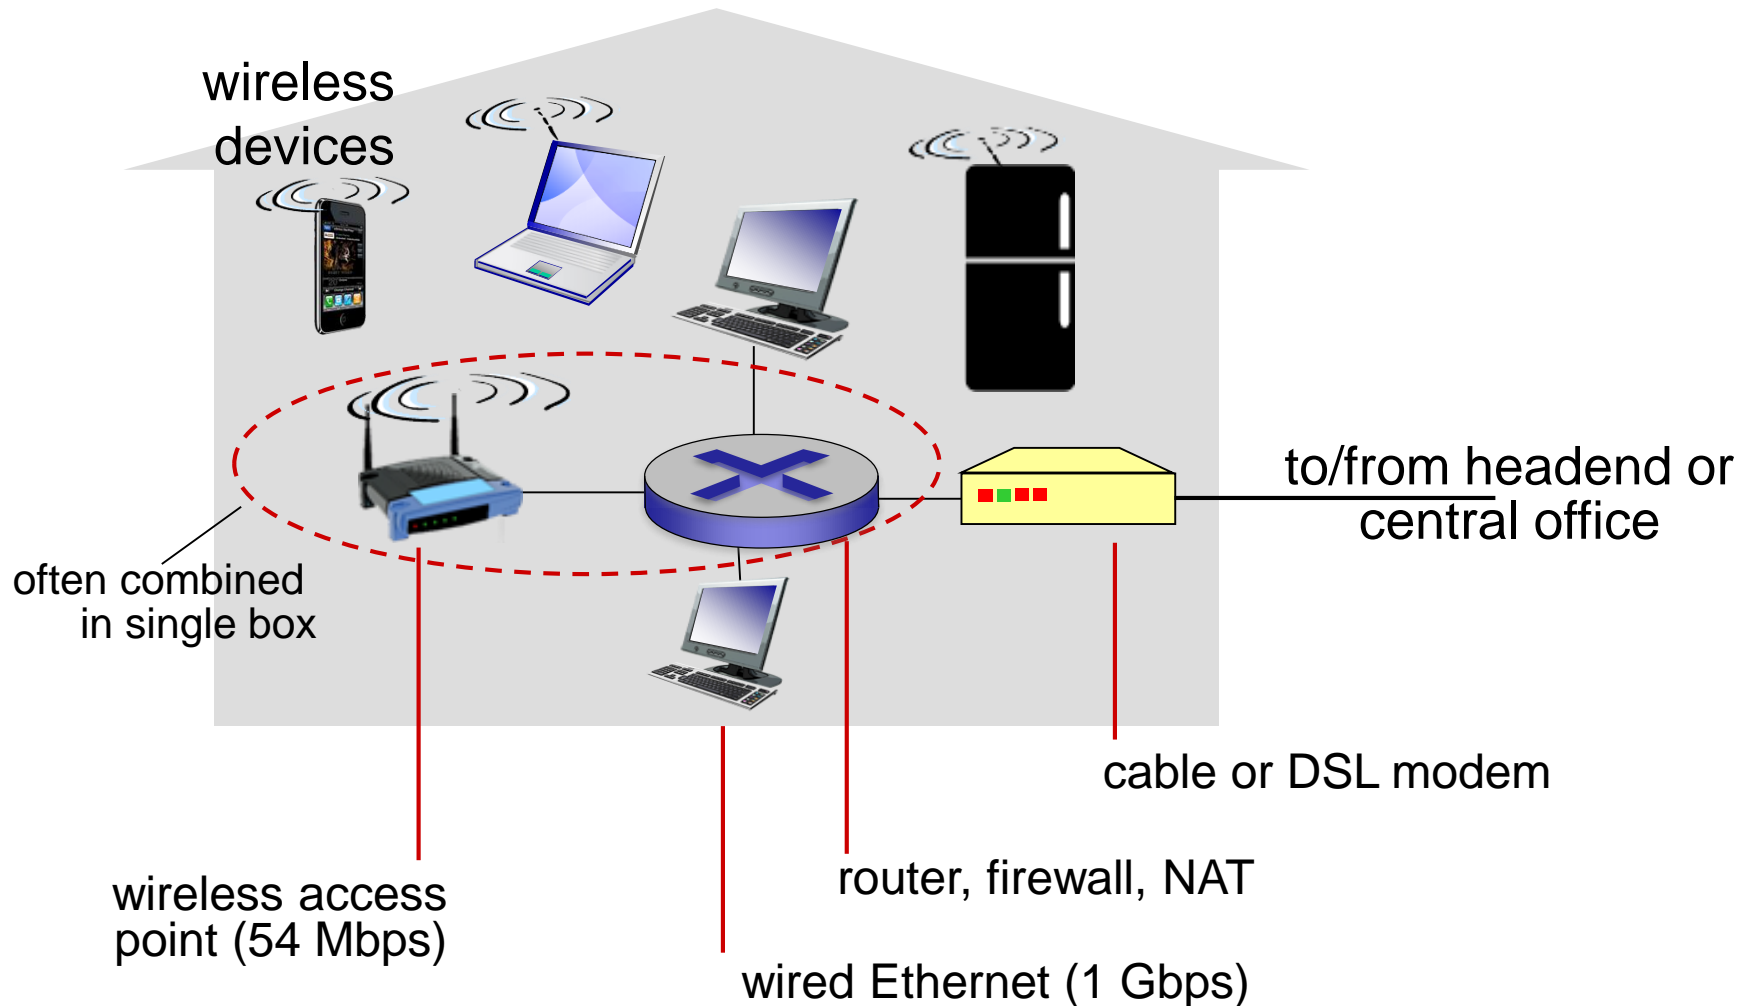 wireless
devices
to/from headend or
central office
often combined
in single box
cable or DSL modem
router, firewall, NAT
wireless access
point (54 Mbps)
wired Ethernet (1 Gbps)